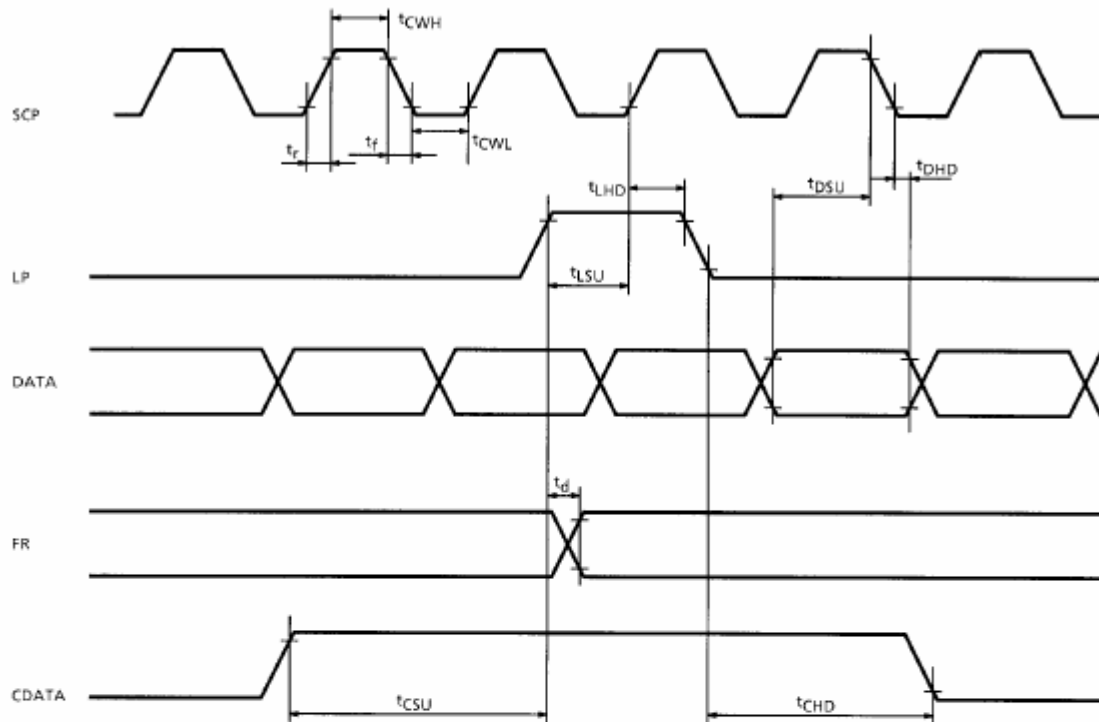 tCWH
SCP
tr
tf
tCWL
tLHD
tDSU
tDHD
LP
tLSU
DATA
td
FR
CDATA
tCSU
tCHD